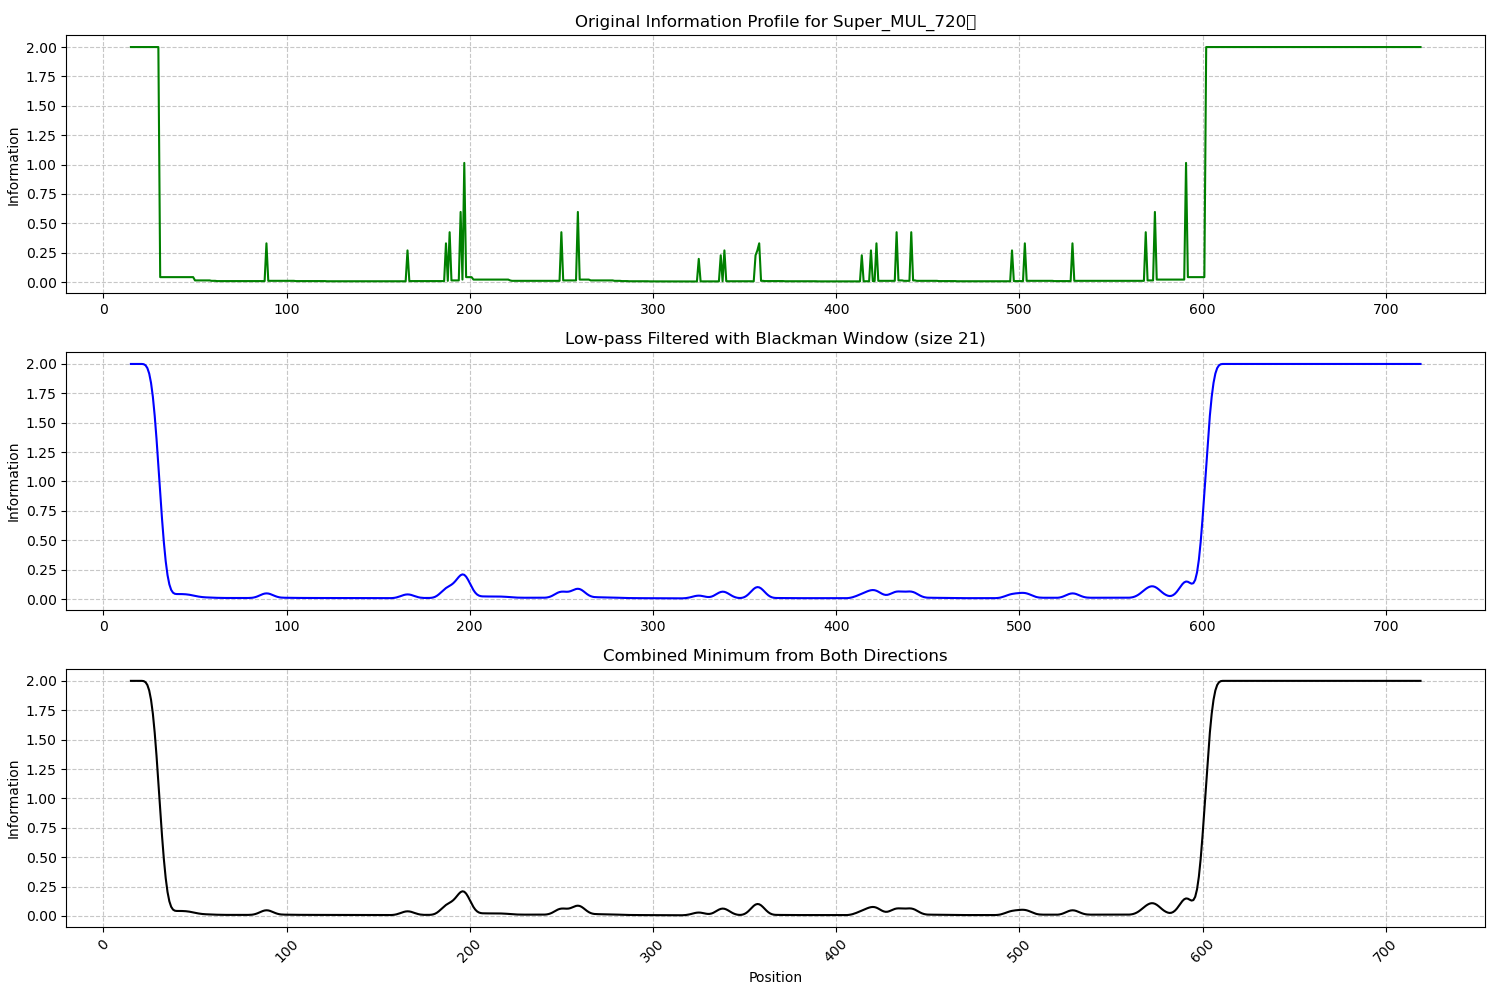 Original Information Profile for Super_MUL_720
Information
2.00
1.75
1.50
1.25
1.00
0.75
0.50
0.25
0.00
0 100 200 300 400 500 600 700
Low-pass Filtered with Blackman Window (size 21)
Information
2.00
1.75
1.50
1.25
1.00
0.75
0.50
0.25
0.00
0 100 200 300 400 500 600 700
Combined Minimum from Both Directions
Information
2.00
1.75
1.50
1.25
1.00
0.75
0.50
0.25
0.00
0 100 200 300 400 500 600 700
Position